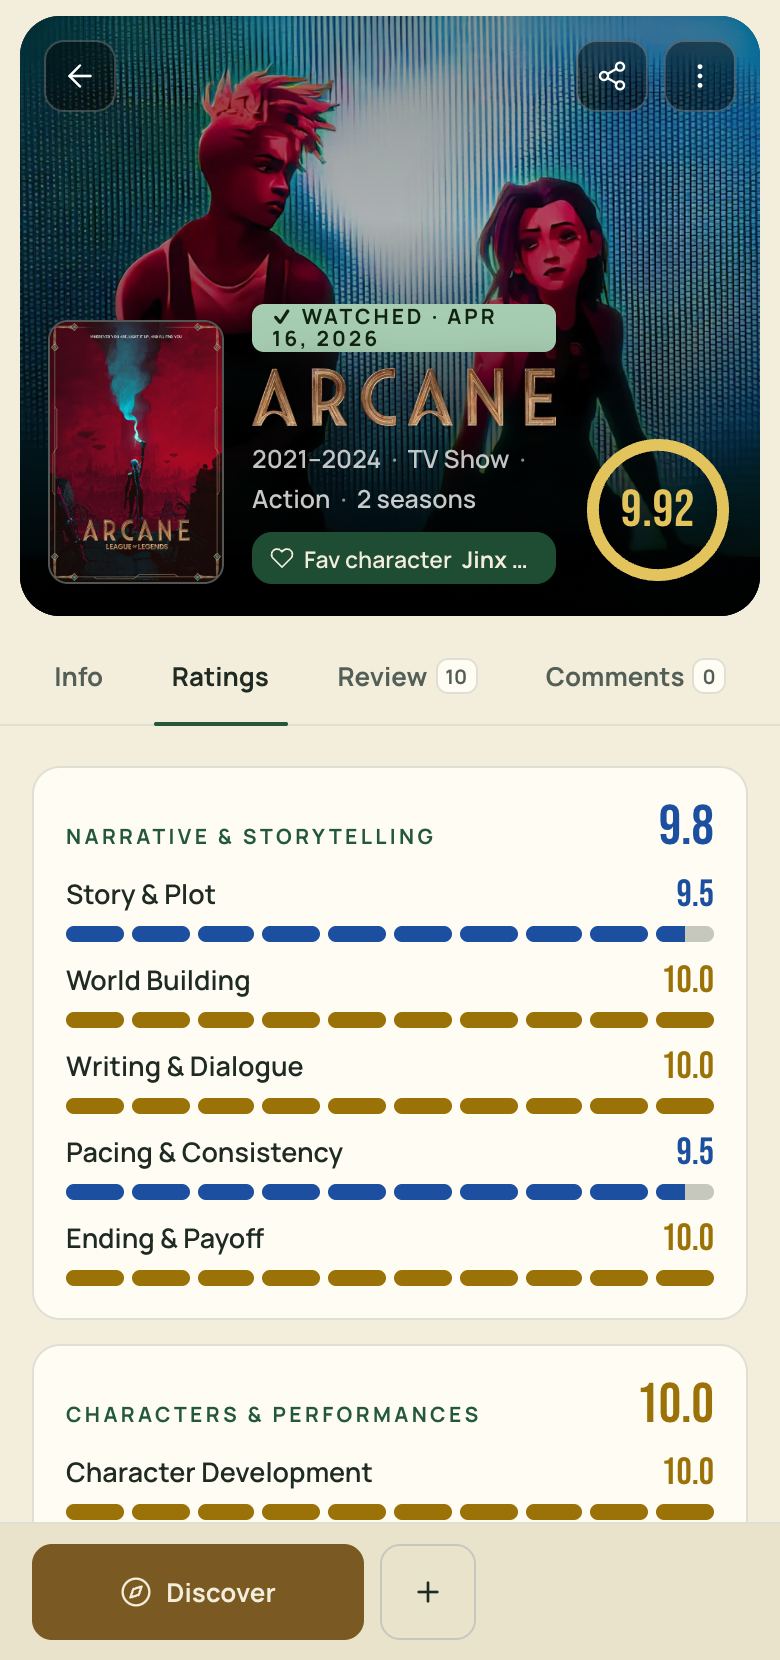 ✓ WATCHED · APR
16, 2026
ARCANE
2021–2024 · TV Show ·
Action · 2 seasons
Fav character Jinx ...
9.92
ARCANE
LEAGUE OF LEGENDS
Info
Ratings
Review 10
Comments 0
NARRATIVE & STORYTELLING 9.8
Story & Plot 9.5
World Building 10.0
Writing & Dialogue 10.0
Pacing & Consistency 9.5
Ending & Payoff 10.0
CHARACTERS & PERFORMANCES 10.0
Character Development 10.0
Discover
+